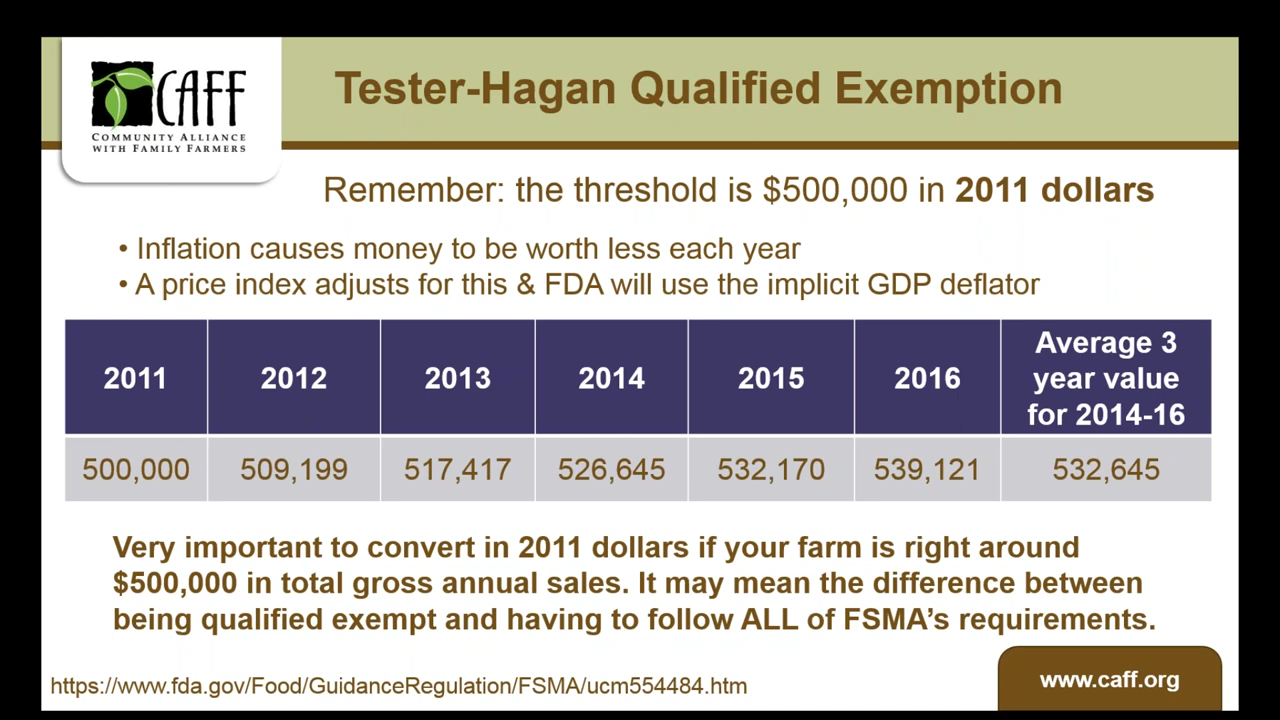 CAFF
COMMUNITY ALLIANCE
WITH FAMILY FARMERS
Tester-Hagan Qualified Exemption
Remember: the threshold is $500,000 in 2011 dollars
• Inflation causes money to be worth less each year
• A price index adjusts for this & FDA will use the implicit GDP deflator
2011 2012 2013 2014 2015 2016 Average 3
year value
for 2014-16
500,000 509,199 517,417 526,645 532,170 539,121 532,645
Very important to convert in 2011 dollars if your farm is right around
$500,000 in total gross annual sales. It may mean the difference between
being qualified exempt and having to follow ALL of FSMA's requirements.
https://www.fda.gov/Food/GuidanceRegulation/FSMA/ucm554484.htm
www.caff.org